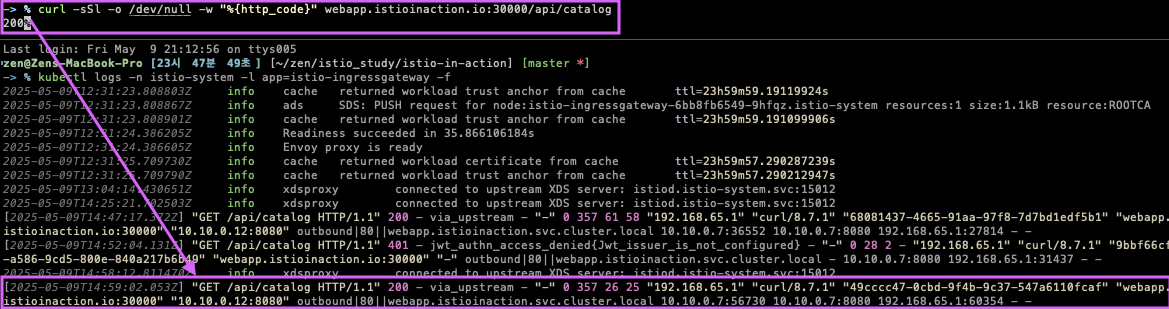 -> % curl -sSl -o /dev/null -w "%{http_code}" webapp.istioinaction.io:30000/api/catalog
200%
Last login: Fri May  9 21:12:56 on ttys005
zen@Zens-MacBook-Pro [23시 47분 49초] [~/zen/istio_study/istio-in-action] [master *]
-> % kubectl logs -n istio-system -l app=istio-ingressgateway -f
2025-05-09T12:31:23.808803Z info cache returned workload trust anchor from cache ttl=23h59m59.19119924s
2025-05-09T12:31:23.808867Z info ads SDS: PUSH request for node:istio-ingressgateway-6bb8fb6549-9hfqz.istio-system resources:1 size:1.1kB resource:ROOTCA
2025-05-09T12:31:23.808901Z info cache returned workload trust anchor from cache ttl=23h59m59.191099906s
2025-05-09T12:31:24.386205Z info Readiness succeeded in 35.866106184s
2025-05-09T12:31:24.386605Z info Envoy proxy is ready
2025-05-09T12:31:25.709730Z info cache returned workload certificate from cache ttl=23h59m57.290287239s
2025-05-09T12:31:25.709790Z info cache returned workload trust anchor from cache ttl=23h59m57.290212947s
2025-05-09T13:04:14.430651Z info xdsproxy connected to upstream XDS server: istiod.istio-system.svc:15012
2025-05-09T14:25:21.702503Z info xdsproxy connected to upstream XDS server: istiod.istio-system.svc:15012
[2025-05-09T14:47:17.322Z] "GET /api/catalog HTTP/1.1" 200 - via_upstream - "-" 0 357 61 58 "192.168.65.1" "curl/8.7.1" "69081437-4665-91aa-97f8-7d7bd1edf5b1" "webapp.
istioinaction.io:30000" "10.10.0.12:8080" outbound|80||webapp.istioinaction.svc.cluster.local 10.10.0.7:36552 10.10.0.7:8080 192.168.65.1:27814 - -
[2025-05-09T14:52:04.131Z] "GET /api/catalog HTTP/1.1" 401 - jwt_authn_access_denied{Jwt_issuer_is_not_configured} - "-" 0 28 2 - "192.168.65.1" "curl/8.7.1" "9bbf66cf
-a586-9cd5-800e-840a217b6b49" "webapp.istioinaction.io:30000" "-" outbound|80||webapp.istioinaction.svc.cluster.local - 10.10.0.7:8080 192.168.65.1:31437 - -
2025-05-09T14:58:12.811470Z info xdsproxy connected to upstream XDS server: istiod.istio-system.svc:15012
[2025-05-09T14:59:02.053Z] "GET /api/catalog HTTP/1.1" 200 - via_upstream - "-" 0 357 26 25 "192.168.65.1" "curl/8.7.1" "49cccc47-0cbd-9f4b-9c37-547a6110fcaf" "webapp.
istioinaction.io:30000" "10.10.0.12:8080" outbound|80||webapp.istioinaction.svc.cluster.local 10.10.0.7:56730 10.10.0.7:8080 192.168.65.1:60354 - -